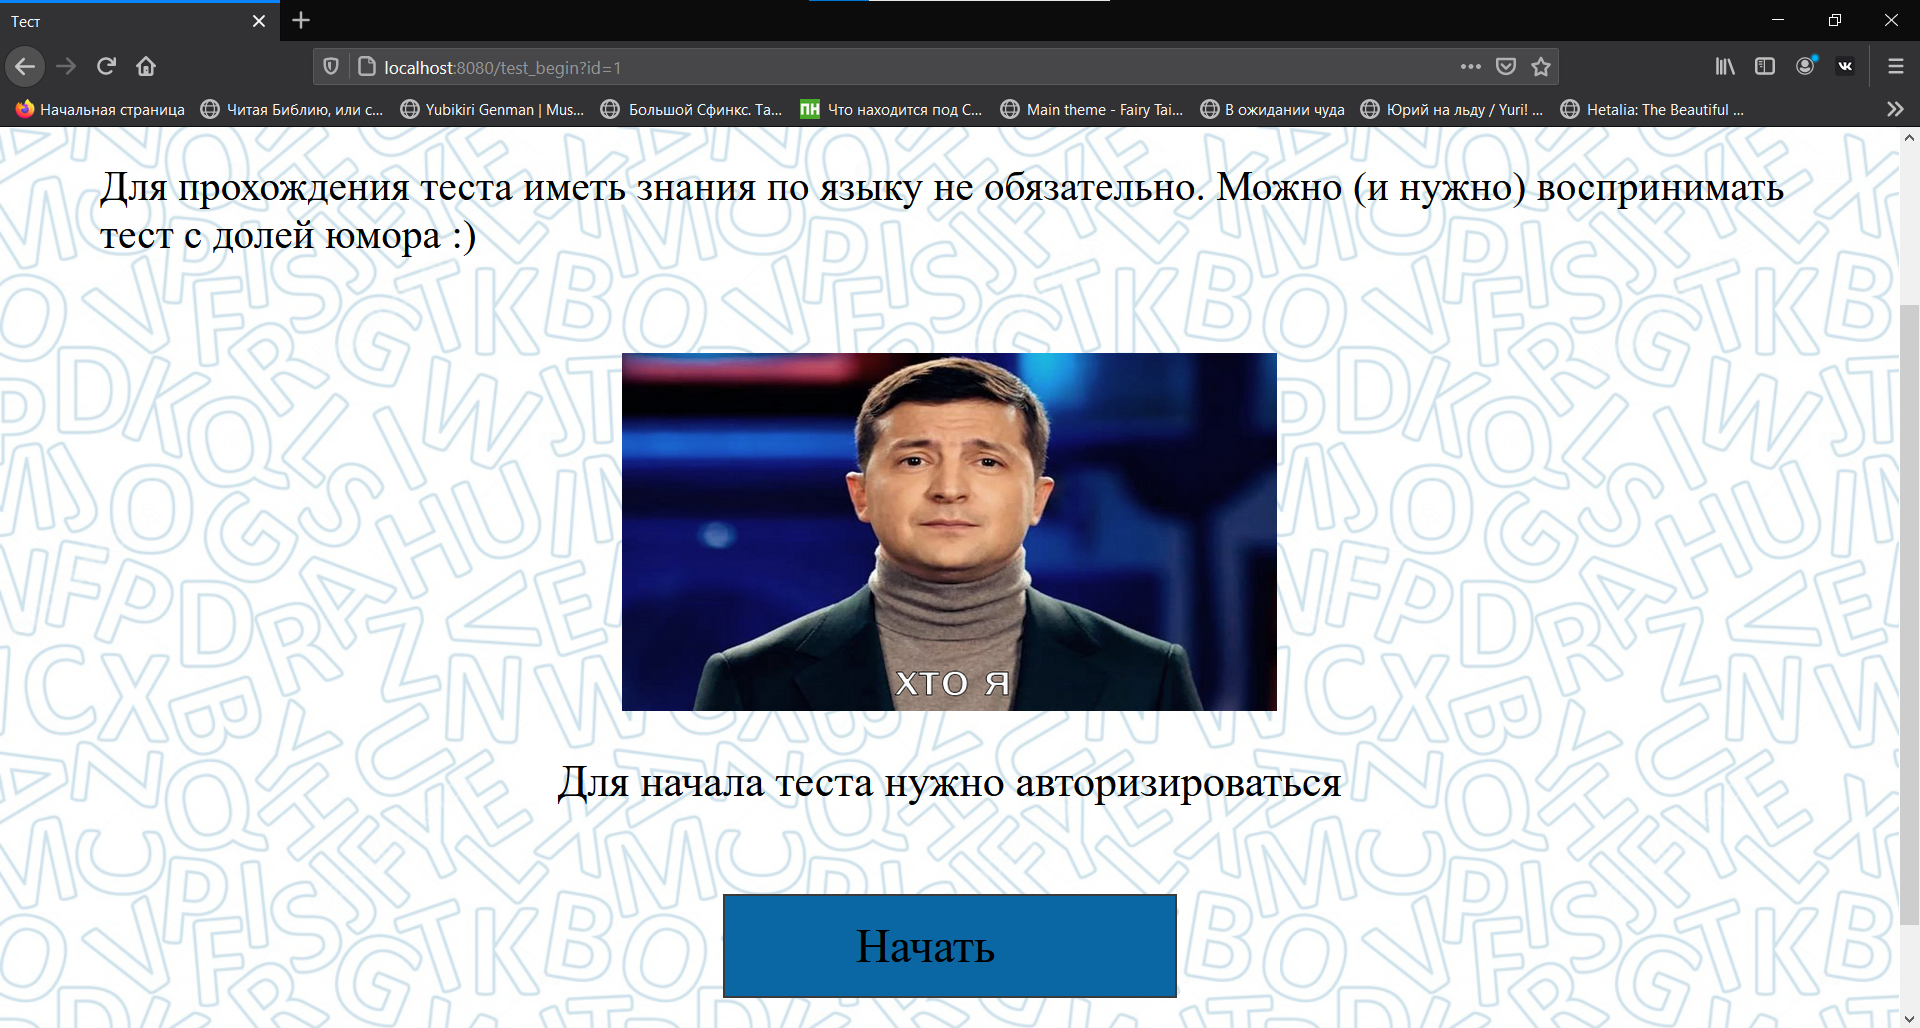 Тест
localhost:8080/test_begin?id=1
Начальная страница
Читая Библию, или с...
Yubikiri Genman | Mus...
Большой Сфинкс. Та...
ПН
Что находится под С...
Main theme - Fairy Tai...
В ожидании чуда
Юрий на льду / Yuri! ...
Hetalia: The Beautiful ...
Для прохождения теста иметь знания по языку не обязательно. Можно (и нужно) воспринимать
тест с долей юмора :)
ХТО Я
Для начала теста нужно авторизироваться
Начать